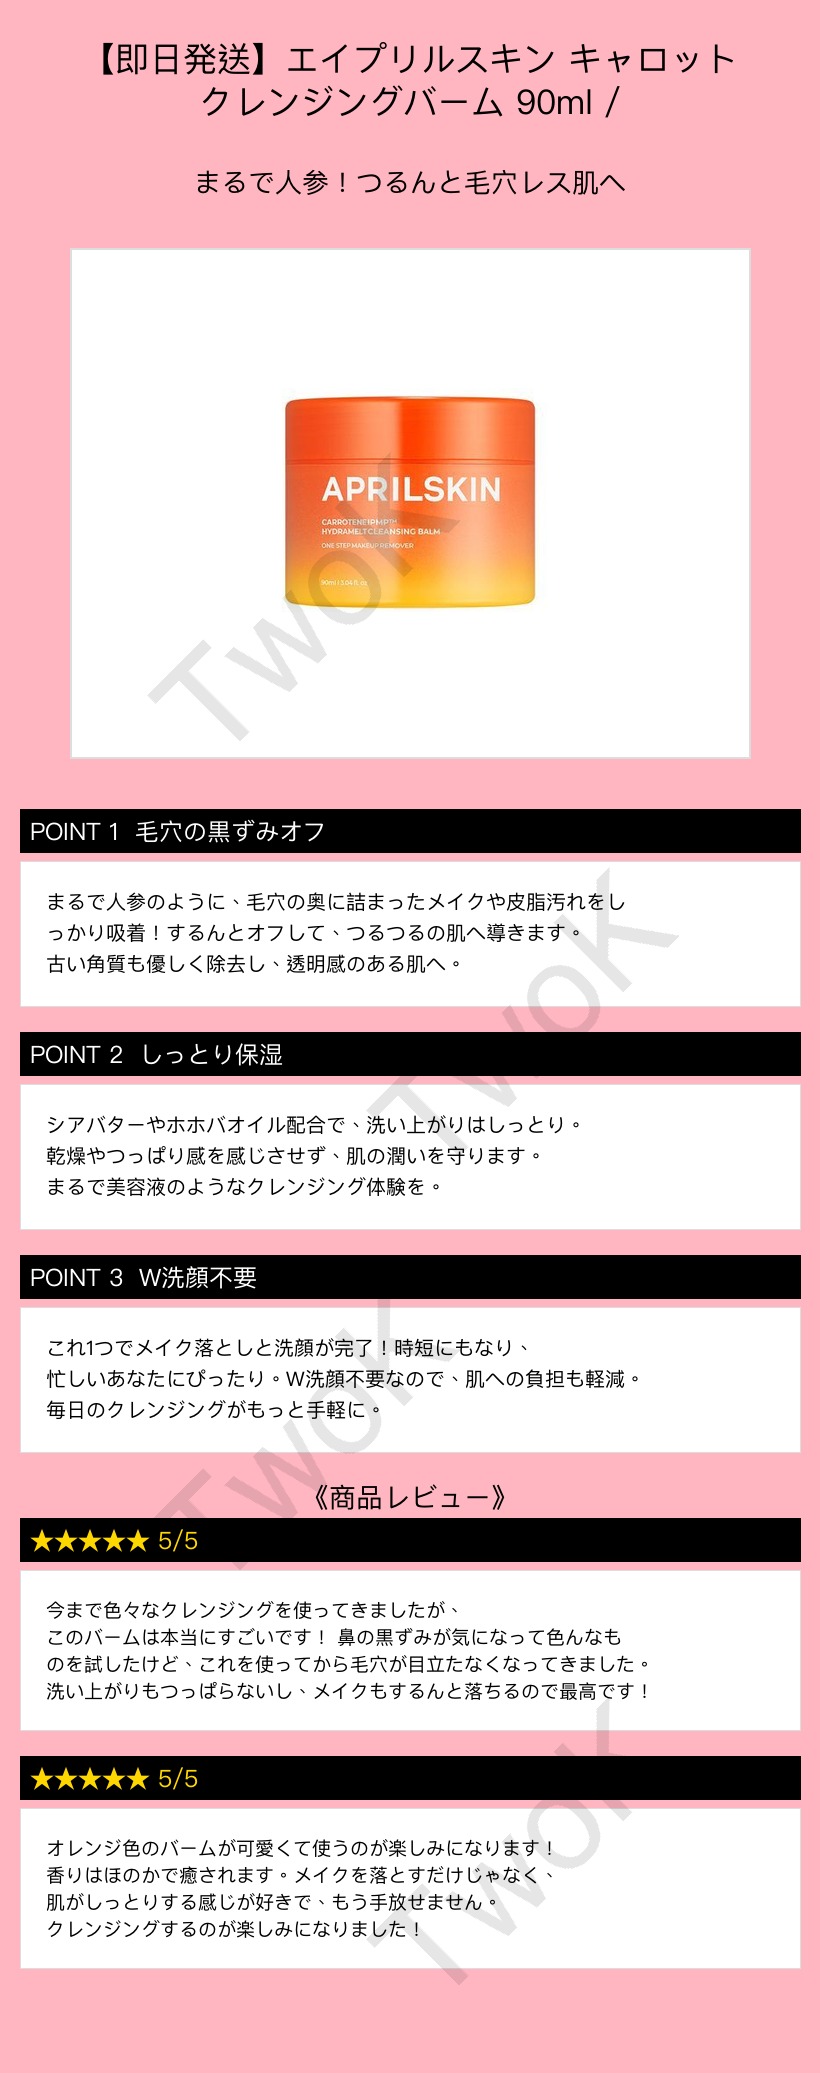 【即日発送】エイプリルスキン キャロット
クレンジングバーム 90ml /
まるで人参！つるんと毛穴レス肌へ
APRILSKIN
CARROTENE IPMP™
HYDRAMELT CLEANSING BALM
ONE STEP MAKEUP REMOVER
90ml | 3.04 fl. oz
TwoK
POINT 1 毛穴の黒ずみオフ
まるで人参のように、毛穴の奥に詰まったメイクや皮脂汚れをし
っかり吸着！するんとオフして、つるつるの肌へ導きます。
古い角質も優しく除去し、透明感のある肌へ。
TwoK
POINT 2 しっとり保湿
シアバターやホホバオイル配合で、洗い上がりはしっとり。
乾燥やつっぱり感を感じさせず、肌の潤いを守ります。
まるで美容液のようなクレンジング体験を。
POINT 3 W洗顔不要
これ1つでメイク落としと洗顔が完了！時短にもなり、
忙しいあなたにぴったり。W洗顔不要なので、肌への負担も軽減。
毎日のクレンジングがもっと手軽に。
TwoK
《商品レビュー》
★★★★★ 5/5
今まで色々なクレンジングを使ってきましたが、
このバームは本当にすごいです！ 鼻の黒ずみが気になって色んなも
のを試したけど、これを使ってから毛穴が目立たなくなってきました。
洗い上がりもつっぱらないし、メイクもするんと落ちるので最高です！
★★★★★ 5/5
オレンジ色のバームが可愛くて使うのが楽しみになります！
香りはほのかで癒されます。メイクを落とすだけじゃなく、
肌がしっとりする感じが好きで、もう手放せません。
クレンジングするのが楽しみになりました！
TwoK